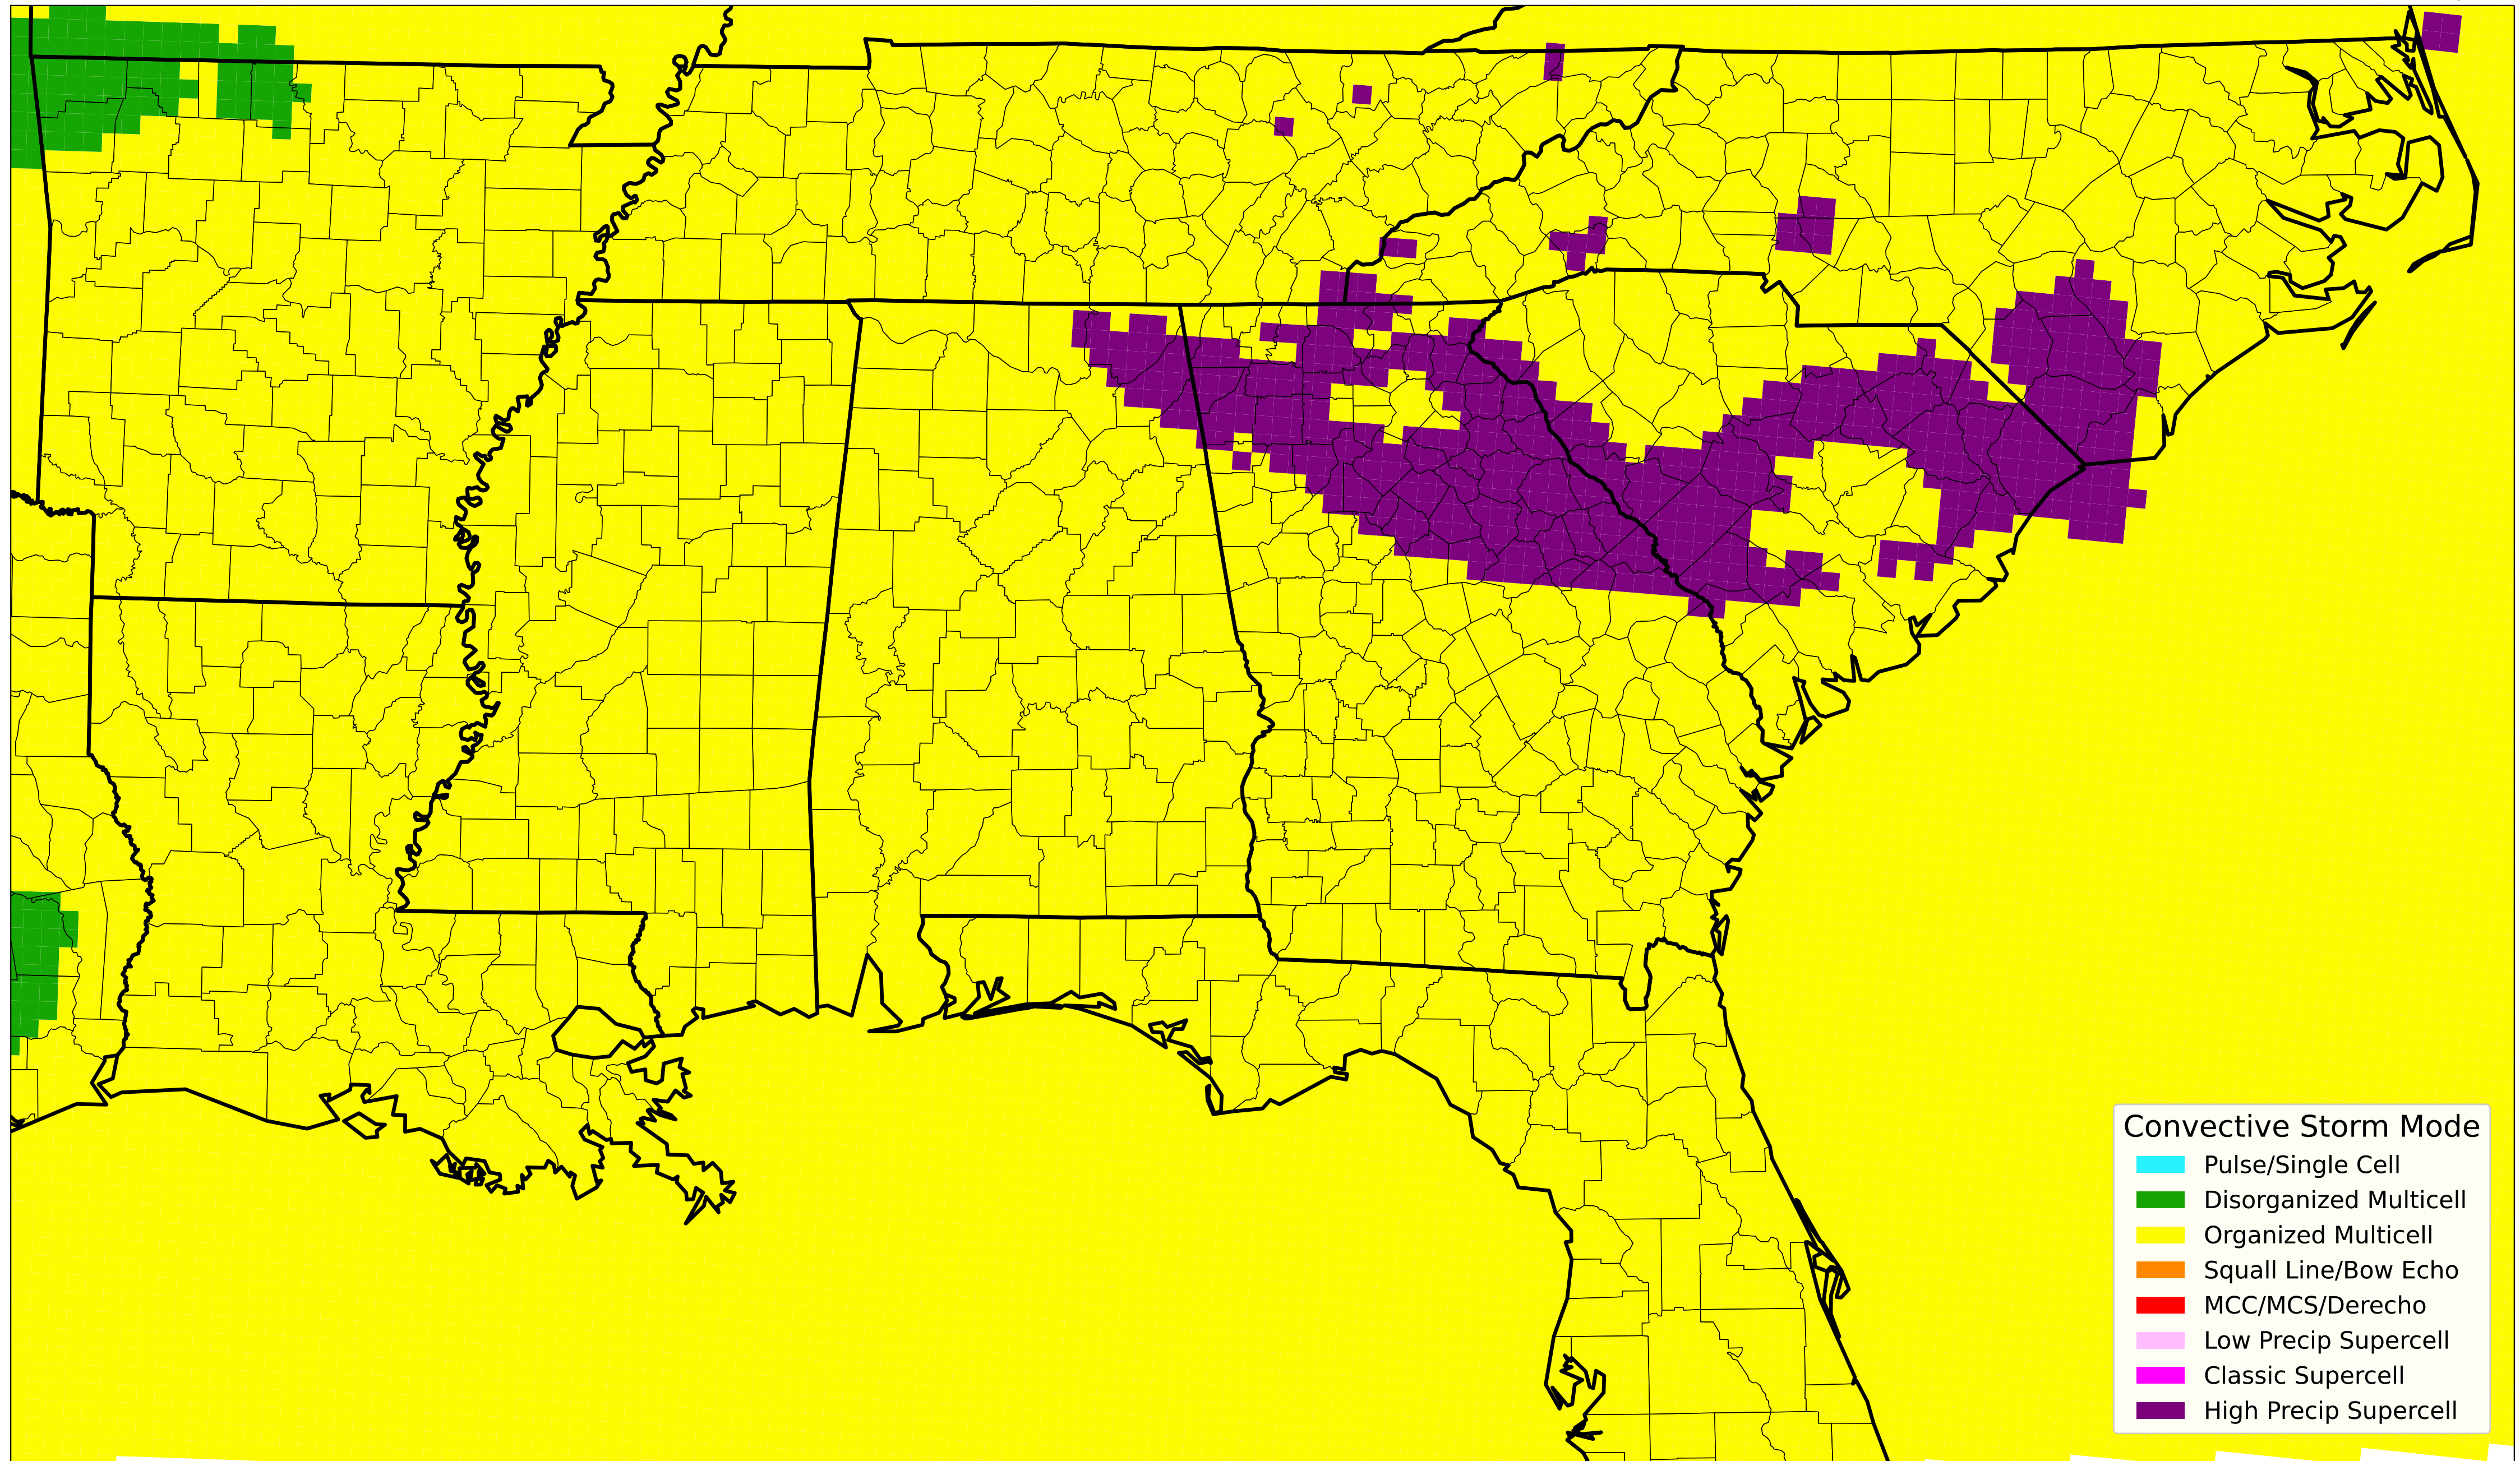 Convective Storm Mode
Pulse/Single Cell
Disorganized Multicell
Organized Multicell
Squall Line/Bow Echo
MCC/MCS/Derecho
Low Precip Supercell
Classic Supercell
High Precip Supercell